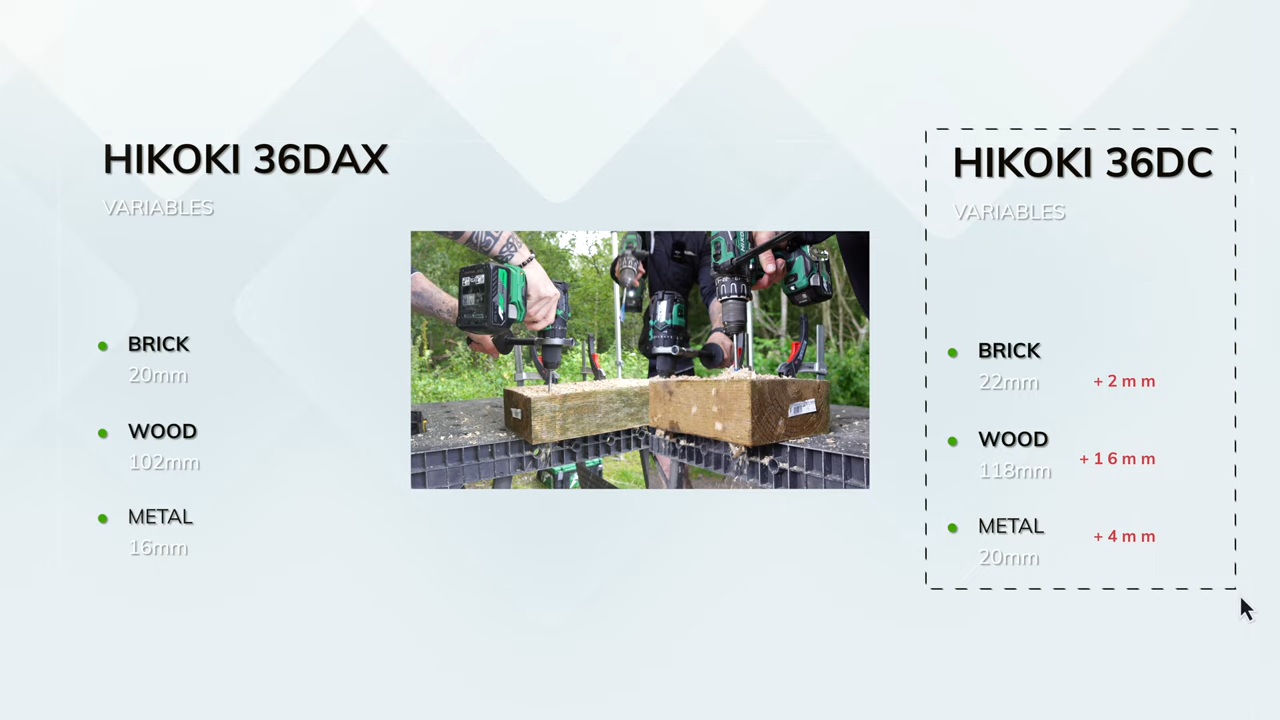 HIKOKI 36DAX
VARIABLES
BRICK
20mm
WOOD
102mm
METAL
16mm
HIKOKI 36DC
VARIABLES
BRICK
22mm
+2mm
WOOD
118mm
+16mm
METAL
20mm
+4mm